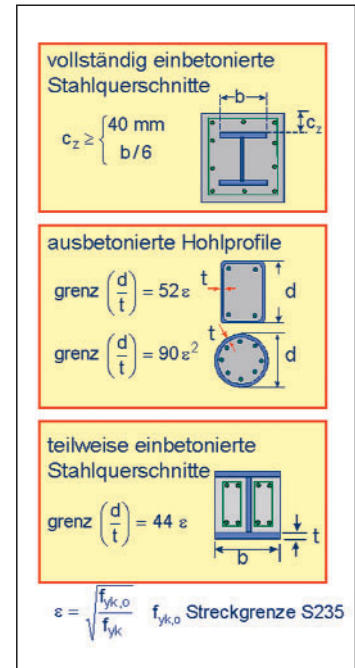 vollständig einbetonierte
Stahlquerschnitte
b
c_z
c_z ≥ { 40 mm
b/6
ausbetonierte Hohlprofile
grenz (d/t) = 52 ε
t
d
grenz (d/t) = 90 ε²
t
d
teilweise einbetonierte
Stahlquerschnitte
grenz (d/t) = 44 ε
t
b
ε = √(f_yk,o / f_yk) f_yk,o Streckgrenze S235